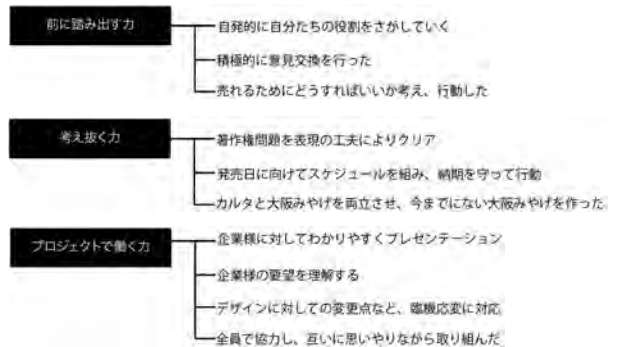 前に踏み出す力
自発的に自分たちの役割をさがしていく
積極的に意見交換を行った
売れるためにどうすればいいか考え、行動した
考え抜く力
著作権問題を表現の工夫によりクリア
発売日に向けてスケジュールを組み、納期を守って行動
カルタと大阪みやげを両立させ、今までにない大阪みやげを作った
プロジェクトで働く力
企業様に対してわかりやすくプレゼンテーション
企業様の要望を理解する
デザインに対しての変更点など、臨機応変に対応
全員で協力し、互いに思いやりながら取り組んだ